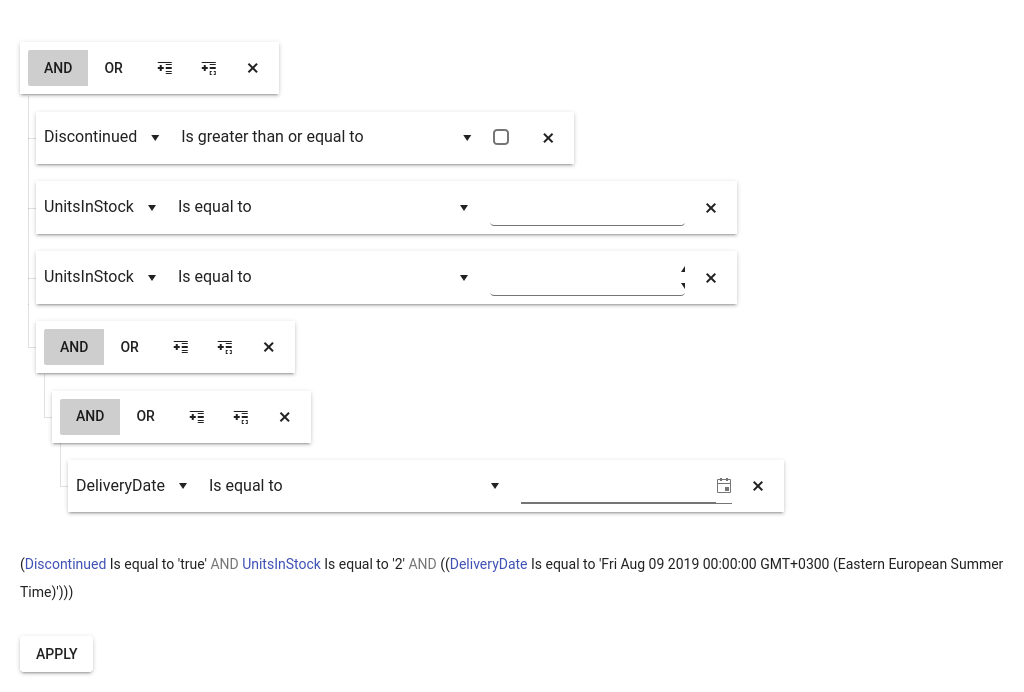 AND OR
Discontinued Is greater than or equal to
UnitsInStock Is equal to
UnitsInStock Is equal to
AND OR
AND OR
DeliveryDate Is equal to
(Discontinued Is equal to 'true' AND UnitsInStock Is equal to '2' AND ((DeliveryDate Is equal to 'Fri Aug 09 2019 00:00:00 GMT+0300 (Eastern European Summer
Time)')))
APPLY